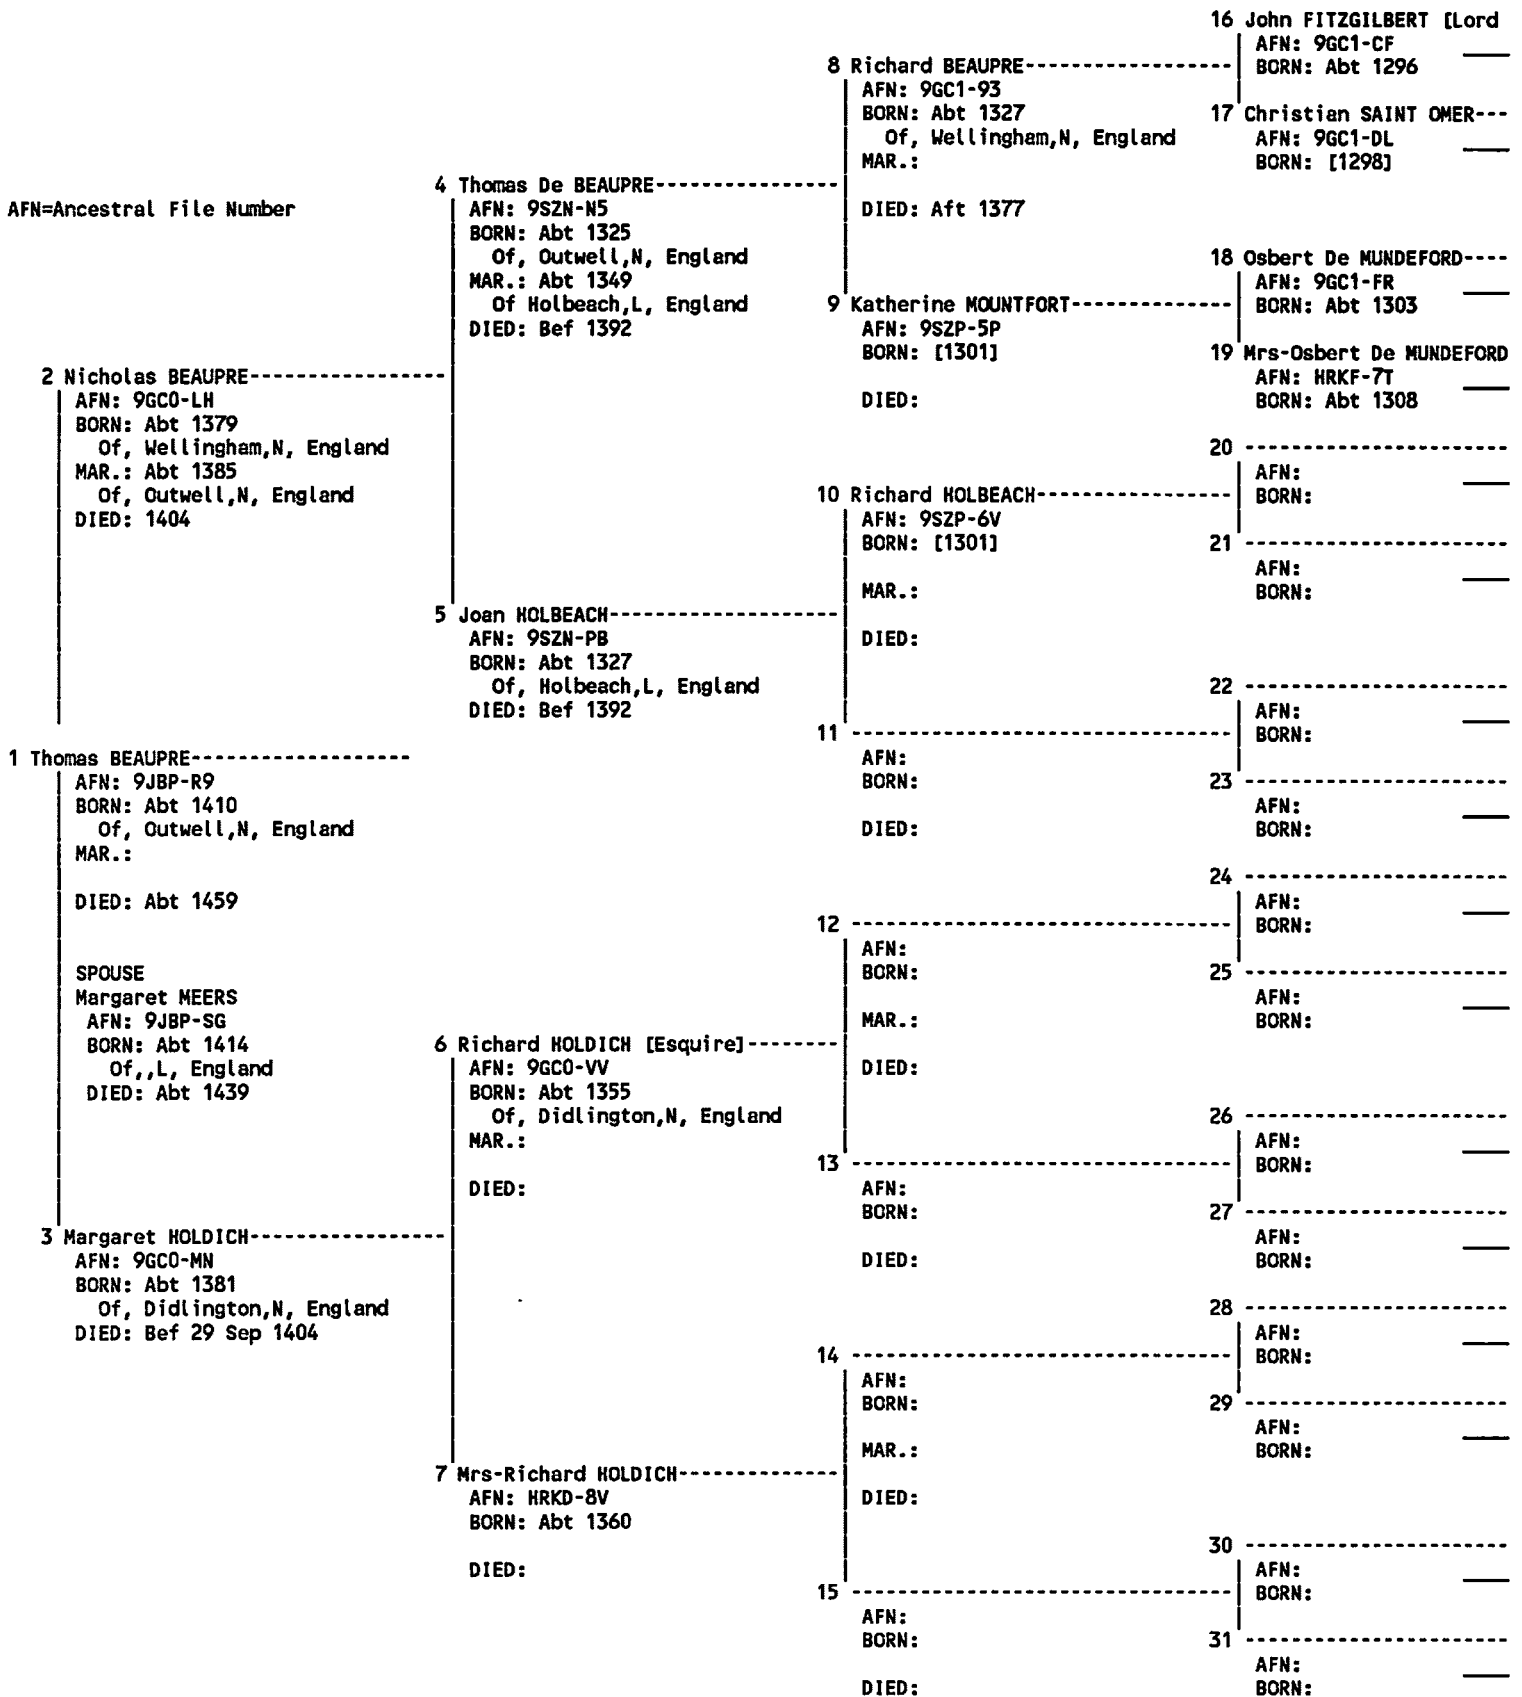 AFN=Ancestral File Number
1 Thomas BEAUPRE-------------------
AFN: 9JBP-R9
BORN: Abt 1410
Of, Outwell,N, England
MAR.:
DIED: Abt 1459
SPOUSE
Margaret MEERS
AFN: 9JBP-SG
BORN: Abt 1414
Of,,L, England
DIED: Abt 1439
2 Nicholas BEAUPRE-----------------
AFN: 9GC0-LH
BORN: Abt 1379
Of, Wellingham,N, England
MAR.: Abt 1385
Of, Outwell,N, England
DIED: 1404
3 Margaret HOLDICH-----------------
AFN: 9GC0-MN
BORN: Abt 1381
Of, Didlington,N, England
DIED: Bef 29 Sep 1404
4 Thomas De BEAUPRE----------------
AFN: 9SZN-N5
BORN: Abt 1325
Of, Outwell,N, England
MAR.: Abt 1349
Of Holbeach,L, England
DIED: Bef 1392
5 Joan HOLBEACH--------------------
AFN: 9SZN-PB
BORN: Abt 1327
Of, Holbeach,L, England
DIED: Bef 1392
6 Richard HOLDICH [Esquire]--------
AFN: 9GC0-VV
BORN: Abt 1355
Of, Didlington,N, England
MAR.:
DIED:
7 Mrs-Richard HOLDICH--------------
AFN: HRKD-8V
BORN: Abt 1360
DIED:
8 Richard BEAUPRE------------------
AFN: 9GC1-93
BORN: Abt 1327
Of, Wellingham,N, England
MAR.:
DIED: Aft 1377
9 Katherine MOUNTFORT--------------
AFN: 9SZP-5P
BORN: [1301]
DIED:
10 Richard HOLBEACH-----------------
AFN: 9SZP-6V
BORN: [1301]
MAR.:
DIED:
11 ---------------------------------
AFN:
BORN:
DIED:
12 ---------------------------------
AFN:
BORN:
MAR.:
DIED:
13 ---------------------------------
AFN:
BORN:
DIED:
14 ---------------------------------
AFN:
BORN:
MAR.:
DIED:
15 ---------------------------------
AFN:
BORN:
DIED:
16 John FITZGILBERT [Lord
AFN: 9GC1-CF
BORN: Abt 1296
17 Christian SAINT OMER---
AFN: 9GC1-DL
BORN: [1298]
18 Osbert De MUNDEFORD----
AFN: 9GC1-FR
BORN: Abt 1303
19 Mrs-Osbert De MUNDEFORD
AFN: HRKF-7T
BORN: Abt 1308
20 -----------------------
AFN:
BORN:
21 -----------------------
AFN:
BORN:
22 -----------------------
AFN:
BORN:
23 -----------------------
AFN:
BORN:
24 -----------------------
AFN:
BORN:
25 -----------------------
AFN:
BORN:
26 -----------------------
AFN:
BORN:
27 -----------------------
AFN:
BORN:
28 -----------------------
AFN:
BORN:
29 -----------------------
AFN:
BORN:
30 -----------------------
AFN:
BORN:
31 -----------------------
AFN:
BORN: